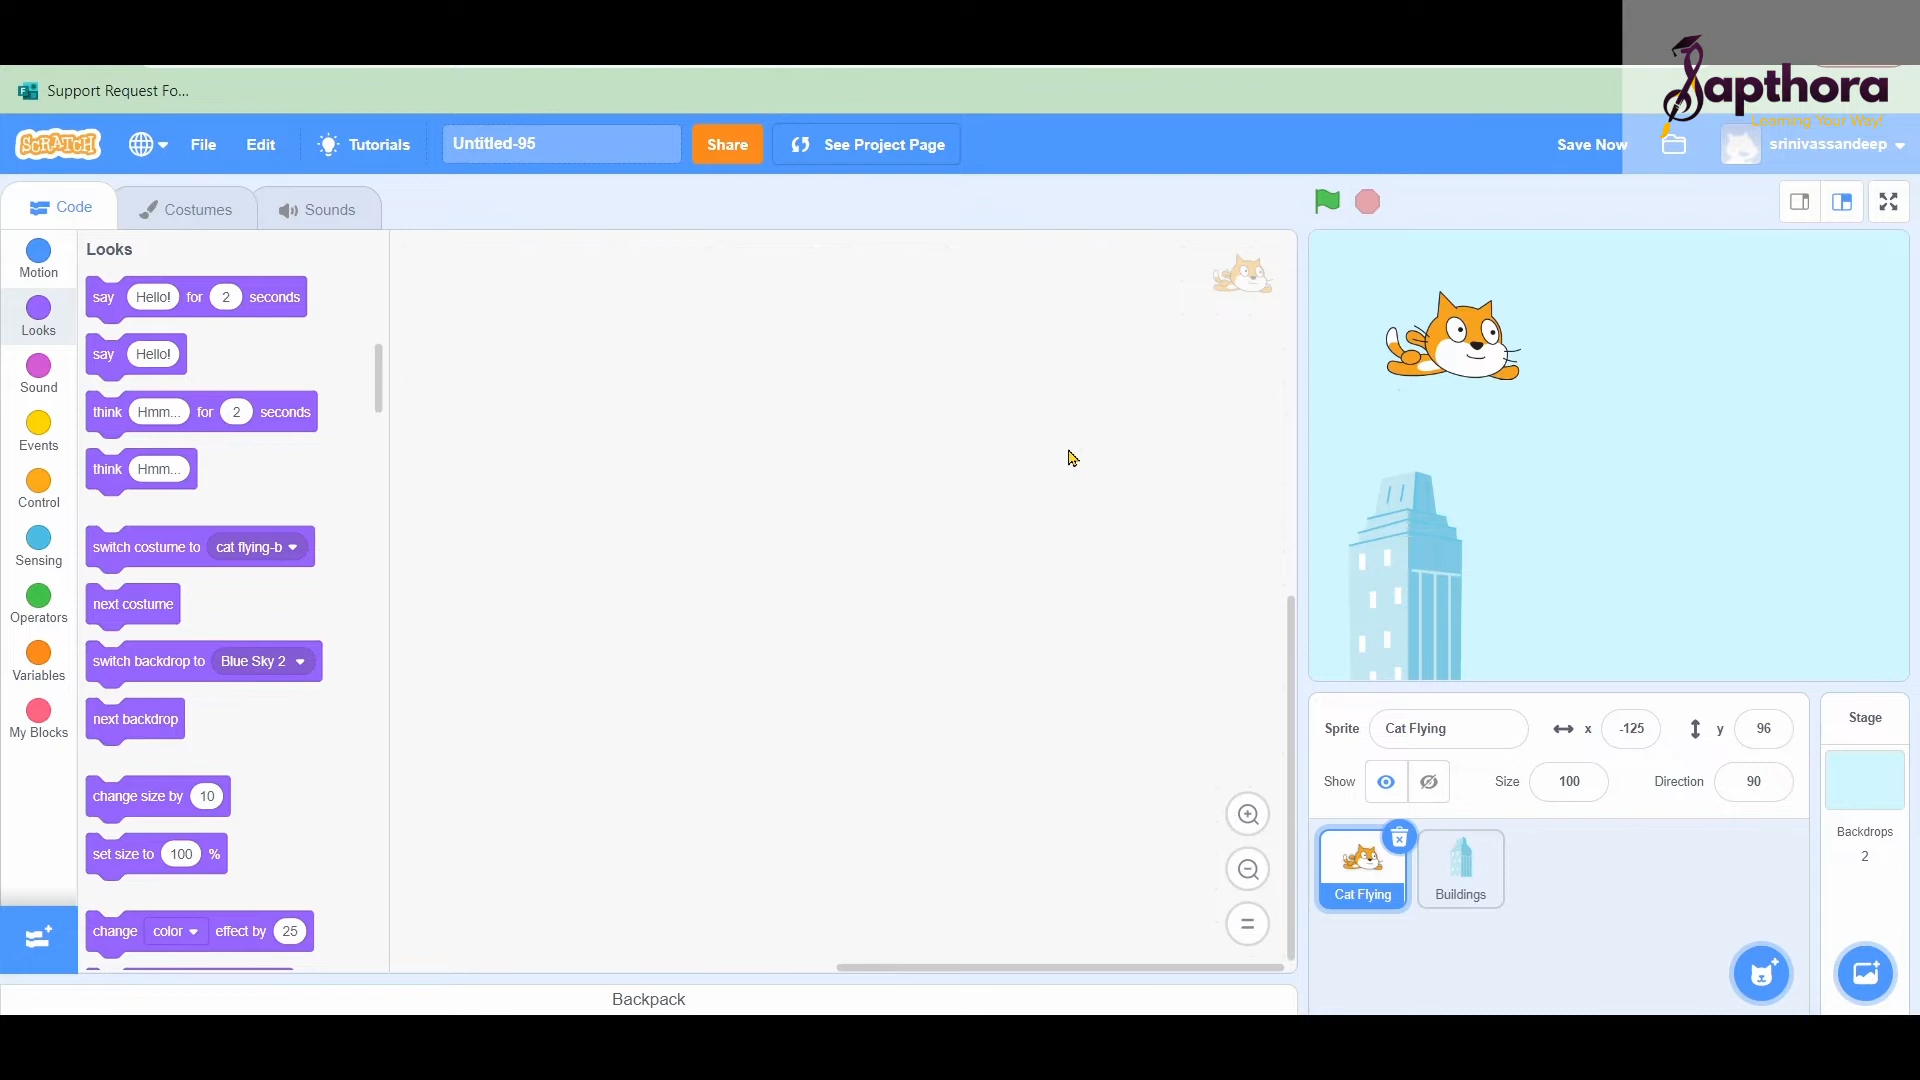 Support Request Fo...
Sapthora
Learning Your Way!
SCRATCH
File
Edit
Tutorials
Untitled-95
Share
See Project Page
Save Now
srinivassandeep
Code
Costumes
Sounds
Motion
Looks
Sound
Events
Control
Sensing
Operators
Variables
My Blocks
Looks
say Hello! for 2 seconds
say Hello!
think Hmm... for 2 seconds
think Hmm...
switch costume to cat flying-b
next costume
switch backdrop to Blue Sky 2
next backdrop
change size by 10
set size to 100 %
change color effect by 25
Backpack
Sprite Cat Flying x -125 y 96
Show Size 100 Direction 90
Cat Flying
Buildings
Stage
Backdrops
2